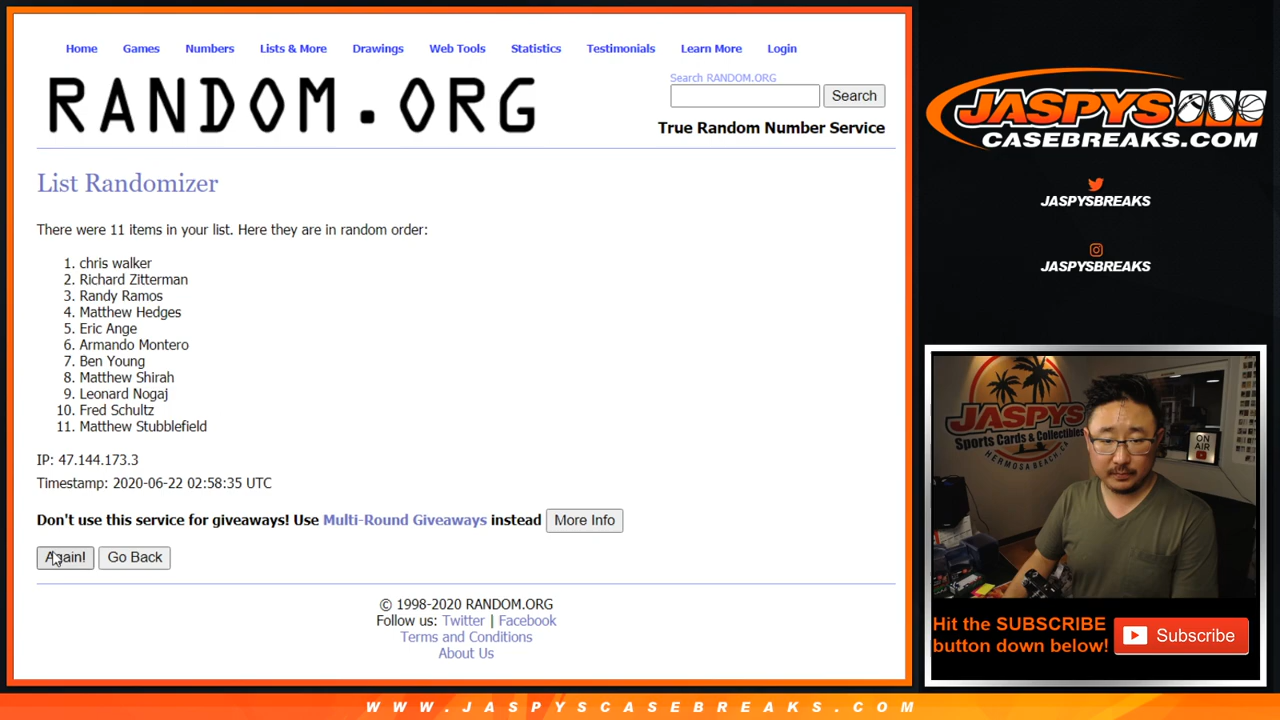 Home Games Numbers Lists & More Drawings Web Tools Statistics Testimonials Learn More Login
RANDOM.ORG
Search RANDOM.ORG
Search
True Random Number Service
List Randomizer
There were 11 items in your list. Here they are in random order:
1. chris walker
2. Richard Zitterman
3. Randy Ramos
4. Matthew Hedges
5. Eric Ange
6. Armando Montero
7. Ben Young
8. Matthew Shirah
9. Leonard Nogaj
10. Fred Schultz
11. Matthew Stubblefield
IP: 47.144.173.3
Timestamp: 2020-06-22 02:58:35 UTC
Don't use this service for giveaways! Use Multi-Round Giveaways instead More Info
Again! Go Back
© 1998-2020 RANDOM.ORG
Follow us: Twitter | Facebook
Terms and Conditions
About Us
JASPYS
CASEBREAKS.COM
JASPYSBREAKS
JASPYSBREAKS
JASPYS
Sports Cards & Collectibles
HERMOSA BEACH, CA
ON
AIR
Hit the SUBSCRIBE
button down below!
Subscribe
WWW.JASPYSCASEBREAKS.COM